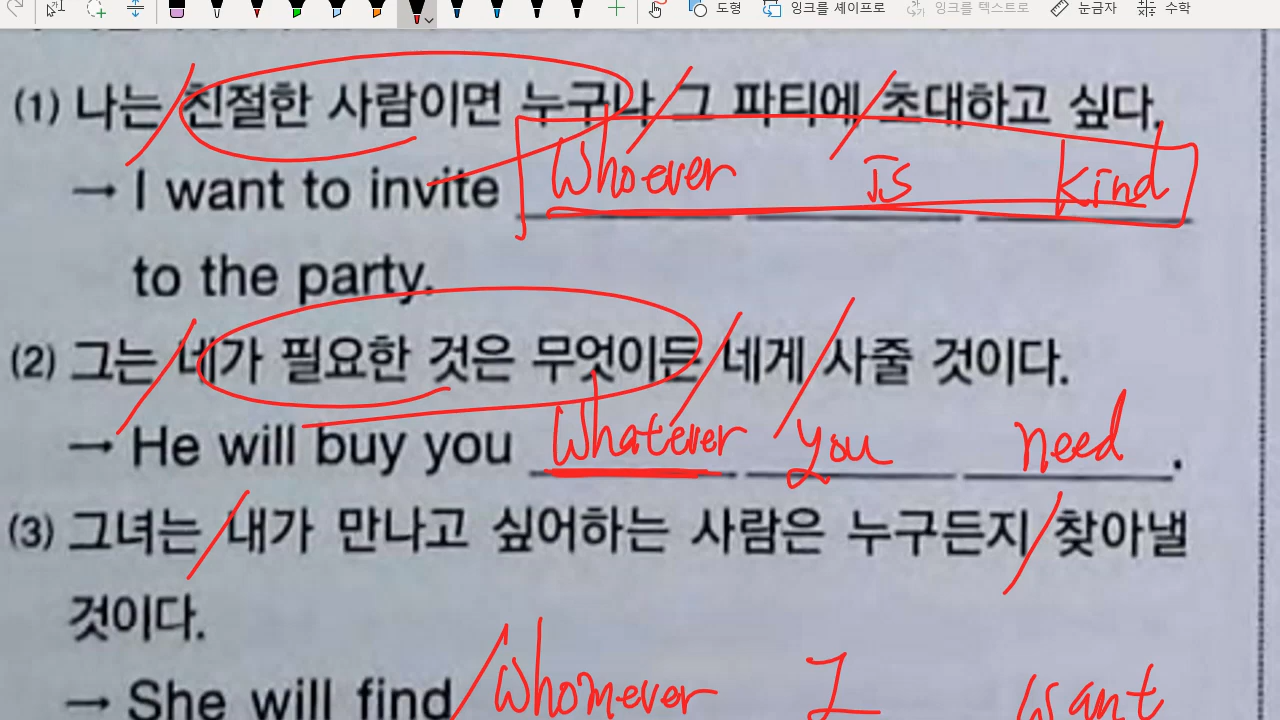 도형 잉크를 셰이프로 잉크를 텍스트로 눈금자 수학
(1) 나는 친절한 사람이면 누구나 그 파티에 초대하고 싶다.
→ I want to invite Whoever is kind
to the party.
(2) 그는 네가 필요한 것은 무엇이든 네게 사줄 것이다.
→ He will buy you Whatever you need.
(3) 그녀는 내가 만나고 싶어하는 사람은 누구든지 찾아낼
것이다.
→ She will find Whomever I want